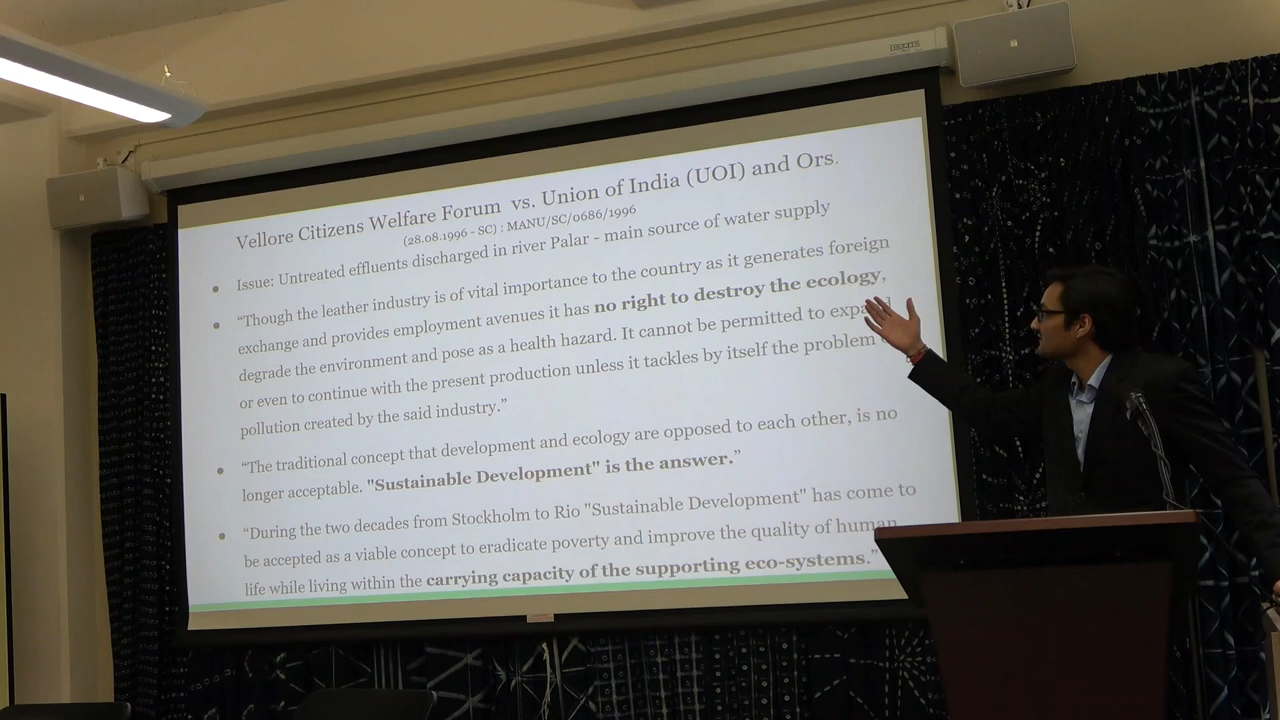 Vellore Citizens Welfare Forum vs. Union of India (UOI) and Ors.
(28.08.1996 - SC) : MANU/SC/0686/1996
• Issue: Untreated effluents discharged in river Palar - main source of water supply
• “Though the leather industry is of vital importance to the country as it generates foreign
exchange and provides employment avenues it has no right to destroy the ecology,
degrade the environment and pose as a health hazard. It cannot be permitted to expand
or even to continue with the present production unless it tackles by itself the problem
pollution created by the said industry.”
• “The traditional concept that development and ecology are opposed to each other, is no
longer acceptable. "Sustainable Development" is the answer.”
• “During the two decades from Stockholm to Rio "Sustainable Development" has come to
be accepted as a viable concept to eradicate poverty and improve the quality of human
life while living within the carrying capacity of the supporting eco-systems.”